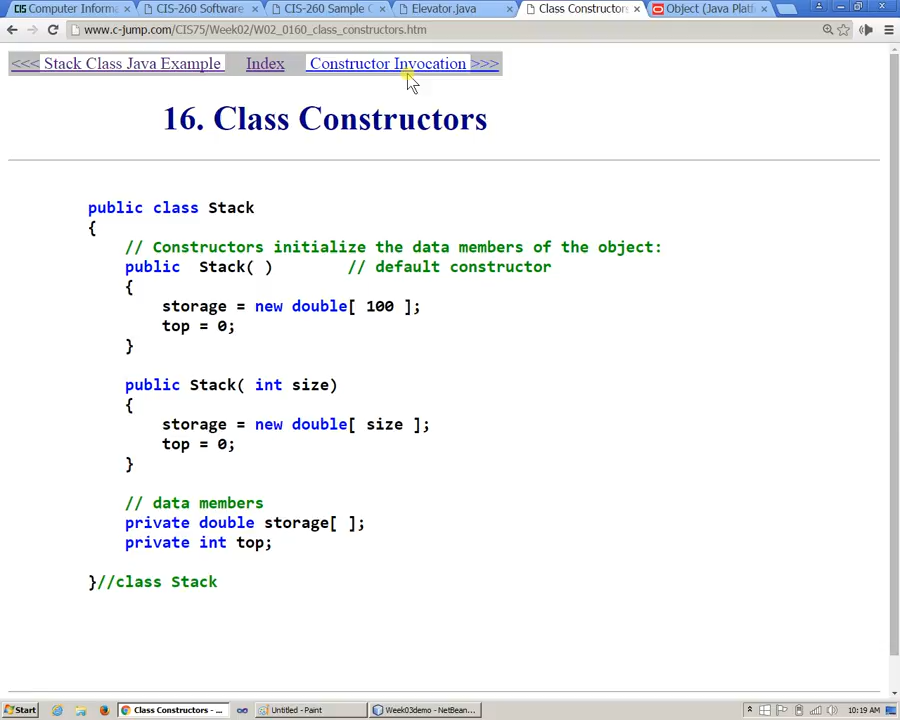 CIS Computer Informa
CIS-260 Software
CIS-260 Sample C
Elevator.java
Class Constructor
Object (Java Platf
www.c-jump.com/CIS75/Week02/W02_0160_class_constructors.htm
<<< Stack Class Java Example Index Constructor Invocation >>>
16. Class Constructors
public class Stack
{
// Constructors initialize the data members of the object:
public Stack( ) // default constructor
{
storage = new double[ 100 ];
top = 0;
}
public Stack( int size)
{
storage = new double[ size ];
top = 0;
}
// data members
private double storage[ ];
private int top;
}//class Stack
Start
Class Constructors - ...
Untitled - Paint
Week03demo - NetBean...
10:19 AM